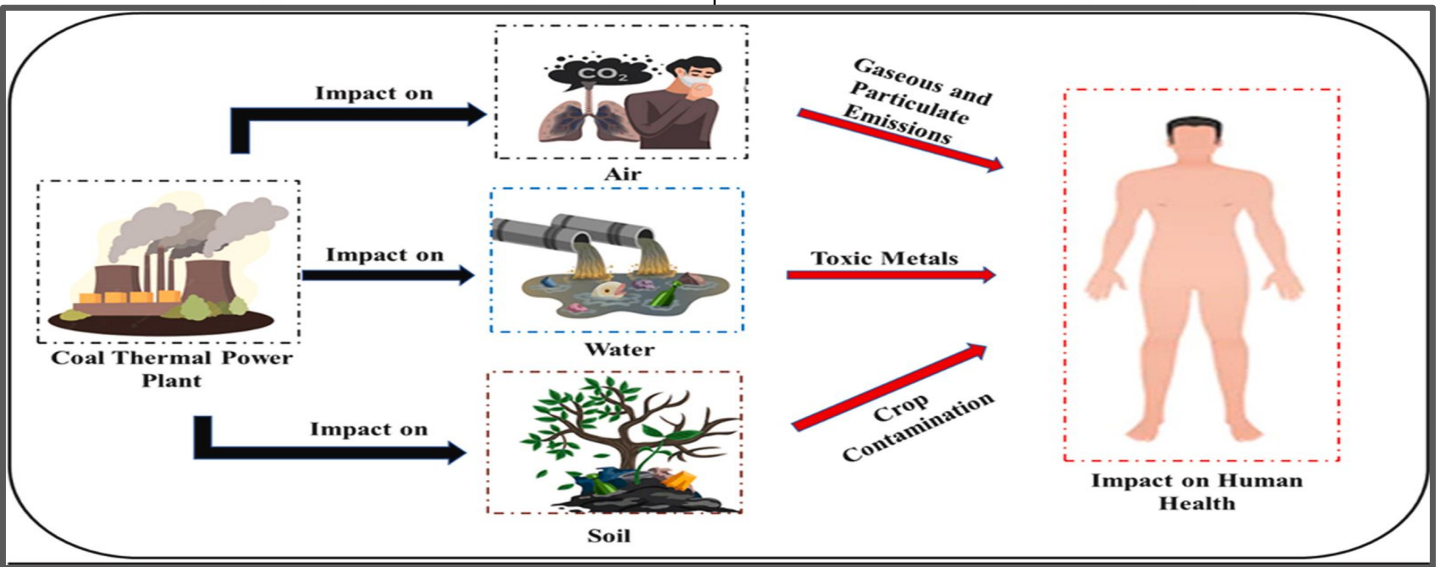 Impact on
CO₂
Air
Gaseous and
Particulate
Emissions
Coal Thermal Power
Plant
Impact on
Water
Toxic Metals
Impact on
Soil
Crop
Contamination
Impact on Human
Health